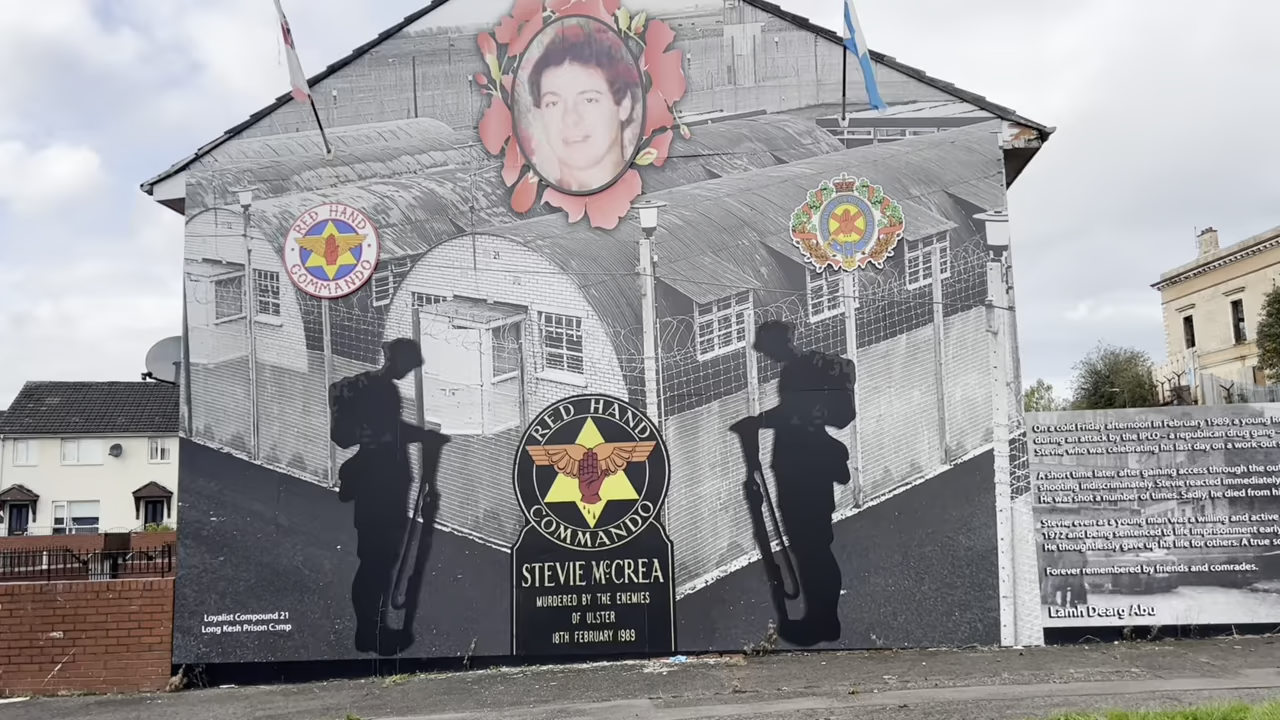 RED HAND
COMMANDO
21
RED HAND
COMMANDO
STEVIE McCREA
MURDERED BY THE ENEMIES
OF ULSTER
18TH FEBRUARY 1989
Loyalist Compound 21
Long Kesh Prison Camp
On a cold Friday afternoon in February 1989, a young
during an attack by the IPLO – a republican drug gang
Stevie, who was celebrating his last day on a work-out
A short time later, after gaining access through the
shooting indiscriminately. Stevie reacted immediately
He was shot a number of times. Sadly, he died from
Stevie even as a young man was a willing and active
1972 and being sentenced to life imprisonment
He thoughtlessly gave up his life for others. A true
Forever remembered by friends and comrades.
Lamh Dearg Abu